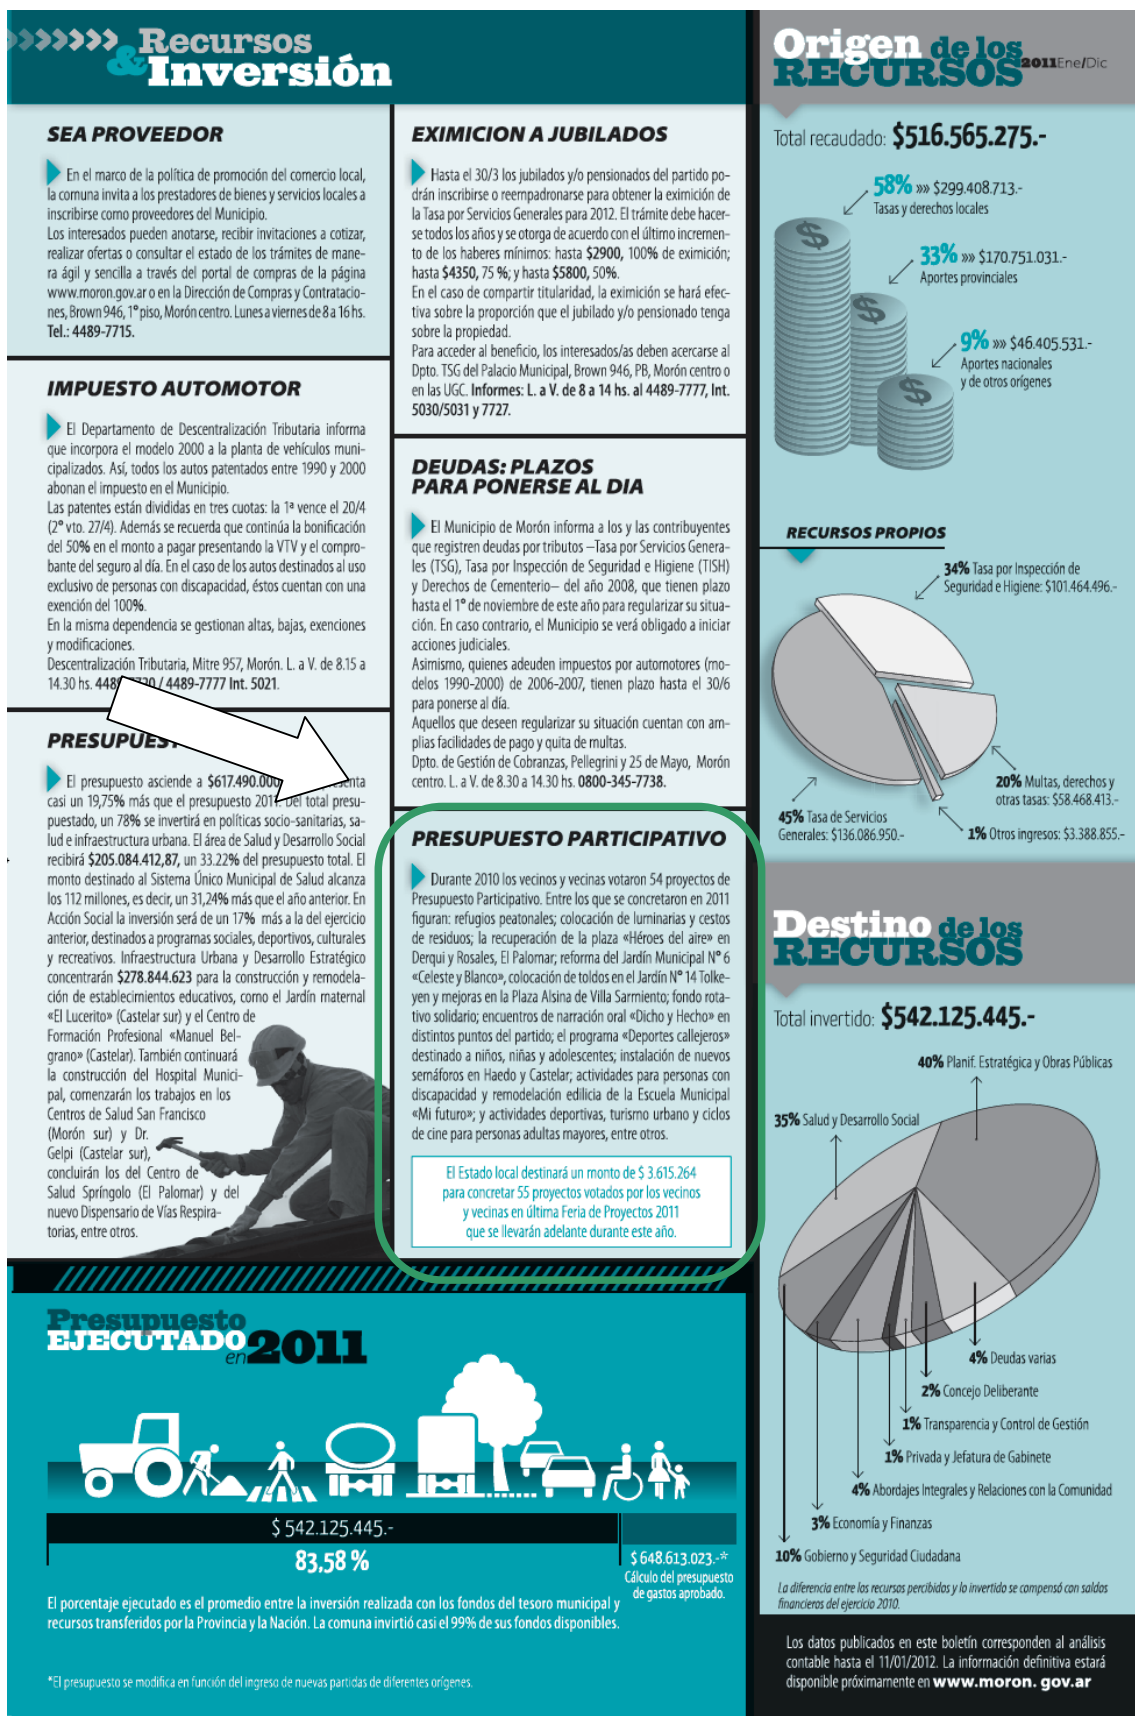 Recursos
& Inversión
SEA PROVEEDOR
En el marco de la política de promoción del comercio local,
la comuna invita a los prestadores de bienes y servicios locales a
inscribirse como proveedores del Municipio.
Los interesados pueden anotarse, recibir invitaciones a cotizar,
realizar ofertas o consultar el estado de los trámites de mane-
ra ágil y sencilla a través del portal de compras de la página
www.moron.gov.ar o en la Dirección de Compras y Contratacio-
nes, Brown 946, 1° piso, Morón centro. Lunes a viernes de 8 a 16 hs.
Tel.: 4489-7715.
IMPUESTO AUTOMOTOR
El Departamento de Descentralización Tributaria informa
que incorpora el modelo 2000 a la planta de vehículos muni-
cipalizados. Así, todos los autos patentados entre 1990 y 2000
abonan el impuesto en el Municipio.
Las patentes están divididas en tres cuotas: la 1ª vence el 20/4
(2° vto. 27/4). Además se recuerda que continúa la bonificación
del 50% en el monto a pagar presentando la VTV y el compro-
bante del seguro al día. En el caso de los autos destinados al uso
exclusivo de personas con discapacidad, éstos cuentan con una
exención del 100%.
En la misma dependencia se gestionan altas, bajas, exenciones
y modificaciones.
Descentralización Tributaria, Mitre 957, Morón. L. a V. de 8.15 a
14.30 hs. / 4489-7777 Int. 5021.
El presupuesto asciende a
casi un 19,75% más que el presupuesto Del total presu-
puestado, un 78% se invertirá en políticas socio-sanitarias, sa-
lud e infraestructura urbana. El área de Salud y Desarrollo Social
recibirá $205.084.412,87, un 33.22% del presupuesto total. El
monto destinado al Sistema Único Municipal de Salud alcanza
los 112 millones, es decir, un 31,24% más que el año anterior. En
Acción Social la inversión será de un 17% más a la del ejercicio
anterior, destinados a programas sociales, deportivos, culturales
y recreativos. Infraestructura Urbana y Desarrollo Estratégico
concentrarán $278.844.623 para la construcción y remodela-
ción de establecimientos educativos, como el Jardín maternal
«El Lucerito» (Castelar sur) y el Centro de
Formación Profesional «Manuel Bel-
grano» (Castelar). También continuará
la construcción del Hospital Munici-
pal, comenzarán los trabajos en los
Centros de Salud San Francisco
(Morón sur) y Dr.
Gelpi (Castelar sur),
concluirán los del Centro de
Salud Spríngolo (El Palomar) y del
nuevo Dispensario de Vías Respira-
torias, entre otros.
EXIMICION A JUBILADOS
Hasta el 30/3 los jubilados y/o pensionados del partido po-
drán inscribirse o reempadronarse para obtener la eximición de
la Tasa por Servicios Generales para 2012. El trámite debe hacer-
se todos los años y se otorga de acuerdo con el último incremen-
to de los haberes mínimos: hasta $2900, 100% de eximición;
hasta $4350, 75 %; y hasta $5800, 50%.
En el caso de compartir titularidad, la eximición se hará efec-
tiva sobre la proporción que el jubilado y/o pensionado tenga
sobre la propiedad.
Para acceder al beneficio, los interesados/as deben acercarse al
Dpto. TSG del Palacio Municipal, Brown 946, PB, Morón centro o
en las UGC. Informes: L. a V. de 8 a 14 hs. al 4489-7777, Int.
5030/5031 y 7727.
DEUDAS: PLAZOS
PARA PONERSE AL DIA
El Municipio de Morón informa a los y las contribuyentes
que registren deudas por tributos –Tasa por Servicios Genera-
les (TSG), Tasa por Inspección de Seguridad e Higiene (TISH)
y Derechos de Cementerio– del año 2008, que tienen plazo
hasta el 1° de noviembre de este año para regularizar su situa-
ción. En caso contrario, el Municipio se verá obligado a iniciar
acciones judiciales.
Asimismo, quienes adeuden impuestos por automotores (mo-
delos 1990-2000) de 2006-2007, tienen plazo hasta el 30/6
para ponerse al día.
Aquellos que deseen regularizar su situación cuentan con am-
plias facilidades de pago y quita de multas.
Dpto. de Gestión de Cobranzas, Pellegrini y 25 de Mayo, Morón
centro. L. a V. de 8.30 a 14.30 hs. 0800-345-7738.
PRESUPUESTO PARTICIPATIVO
Durante 2010 los vecinos y vecinas votaron 54 proyectos de
Presupuesto Participativo. Entre los que se concretaron en 2011
figuran: refugios peatonales; colocación de luminarias y cestos
de residuos; la recuperación de la plaza «Héroes del aire» en
Derqui y Rosales, El Palomar; reforma del Jardín Municipal N° 6
«Celeste y Blanco», colocación de toldos en el Jardín N° 14 Tolke-
yen y mejoras en la Plaza Alsina de Villa Sarmiento; fondo rota-
tivo solidario; encuentros de narración oral «Dicho y Hecho» en
distintos puntos del partido; el programa «Deportes callejeros»
destinado a niños, niñas y adolescentes; instalación de nuevos
semáforos en Haedo y Castelar; actividades para personas con
discapacidad y remodelación edilicia de la Escuela Municipal
«Mi futuro»; y actividades deportivas, turismo urbano y ciclos
de cine para personas adultas mayores, entre otros.
El Estado local destinará un monto de $ 3.615.264
para concretar 55 proyectos votados por los vecinos
y vecinas en última Feria de Proyectos 2011
que se llevarán adelante durante este año.
Presupuesto
EJECUTADO
en 2011
$ 542.125.445.-
83,58 %
$ 648.613.023.-*
Cálculo del presupuesto
de gastos aprobado.
El porcentaje ejecutado es el promedio entre la inversión realizada con los fondos del tesoro municipal y
recursos transferidos por la Provincia y la Nación. La comuna invirtió casi el 99% de sus fondos disponibles.
*El presupuesto se modifica en función del ingreso de nuevas partidas de diferentes orígenes.
Origen de los
RECURSOS 2011 Ene/Dic
Total recaudado: $516.565.275.-
58% »» $299.408.713.-
Tasas y derechos locales
33% »» $170.751.031.-
Aportes provinciales
9% »» $46.405.531.-
Aportes nacionales
y de otros orígenes
$
$
$
RECURSOS PROPIOS
34% Tasa por Inspección de
Seguridad e Higiene: $101.464.496.-
20% Multas, derechos y
otras tasas: $58.468.413.-
45% Tasa de Servicios
Generales: $136.086.950.-
1% Otros ingresos: $3.388.855.-
Destino de los
RECURSOS
Total invertido: $542.125.445.-
40% Planif. Estratégica y Obras Públicas
35% Salud y Desarrollo Social
4% Deudas varias
2% Concejo Deliberante
1% Transparencia y Control de Gestión
1% Privada y Jefatura de Gabinete
4% Abordajes Integrales y Relaciones con la Comunidad
3% Economía y Finanzas
10% Gobierno y Seguridad Ciudadana
La diferencia entre los recursos percibidos y lo invertido se compensó con saldos
financieros del ejercicio 2010.
Los datos publicados en este boletín corresponden al análisis
contable hasta el 11/01/2012. La información definitiva estará
disponible próximamente en www.moron. gov.ar